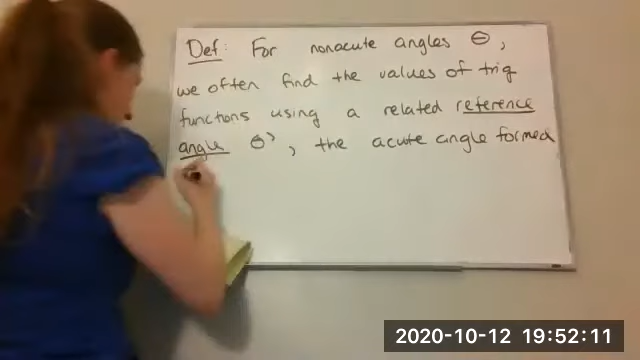 Def: For nonacute angles θ,
we often find the values of trig
functions using a related reference
angle θ', the acute angle formed
2020-10-12 19:52:11